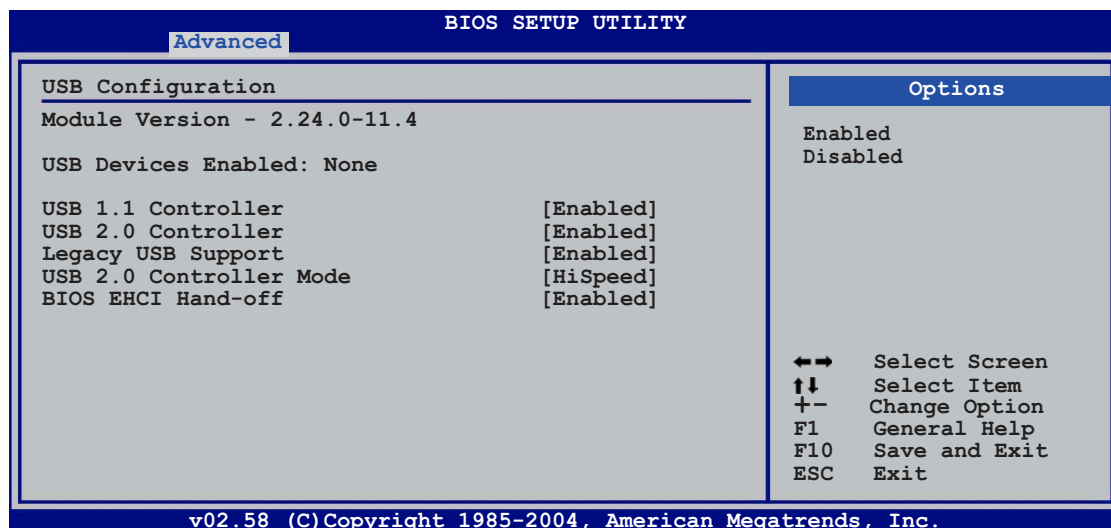 BIOS SETUP UTILITY
Advanced
USB Configuration
Module Version - 2.24.0-11.4
USB Devices Enabled: None
USB 1.1 Controller [Enabled]
USB 2.0 Controller [Enabled]
Legacy USB Support [Enabled]
USB 2.0 Controller Mode [HiSpeed]
BIOS EHCI Hand-off [Enabled]
Options
Enabled
Disabled
←→ Select Screen
↑↓ Select Item
+- Change Option
F1 General Help
F10 Save and Exit
ESC Exit
v02.58 (C)Copyright 1985-2004, American Megatrends, Inc.